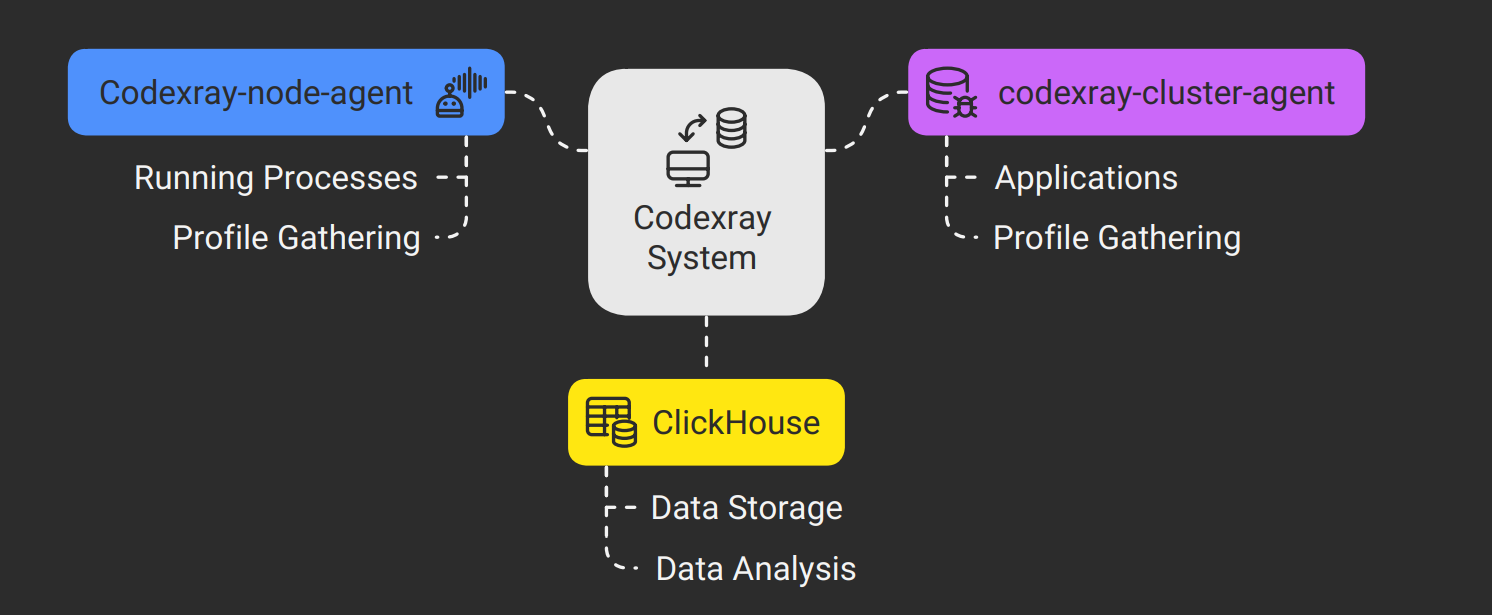 Codexray-node-agent
Running Processes
Profile Gathering
Codexray
System
codexray-cluster-agent
Applications
Profile Gathering
ClickHouse
Data Storage
Data Analysis